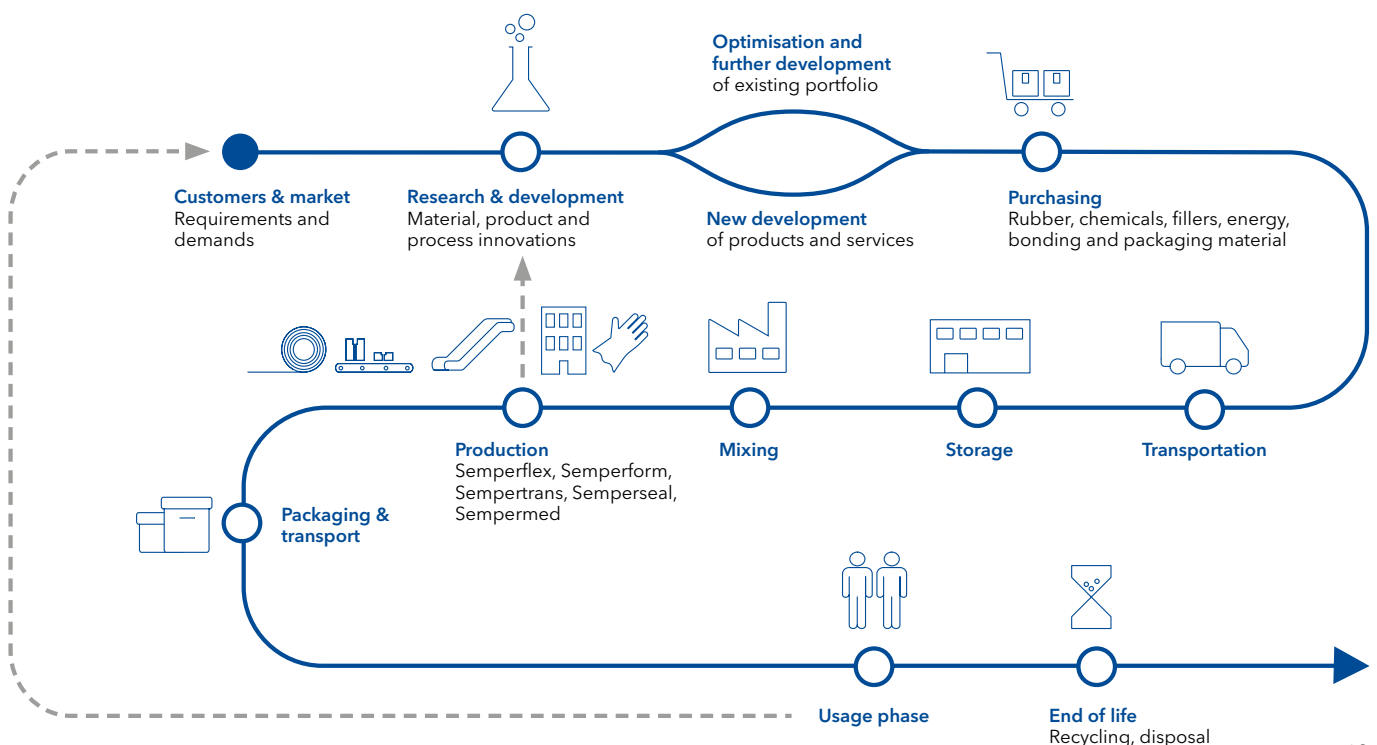 Optimisation and
further development
of existing portfolio
Customers & market
Requirements and
demands
Research & development
Material, product and
process innovations
New development
of products and services
Purchasing
Rubber, chemicals, fillers, energy,
bonding and packaging material
Production
Semperflex, Semperform,
Sempertrans, Semperseal,
Sempermed
Mixing
Storage
Transportation
Packaging &
transport
Usage phase
End of life
Recycling, disposal